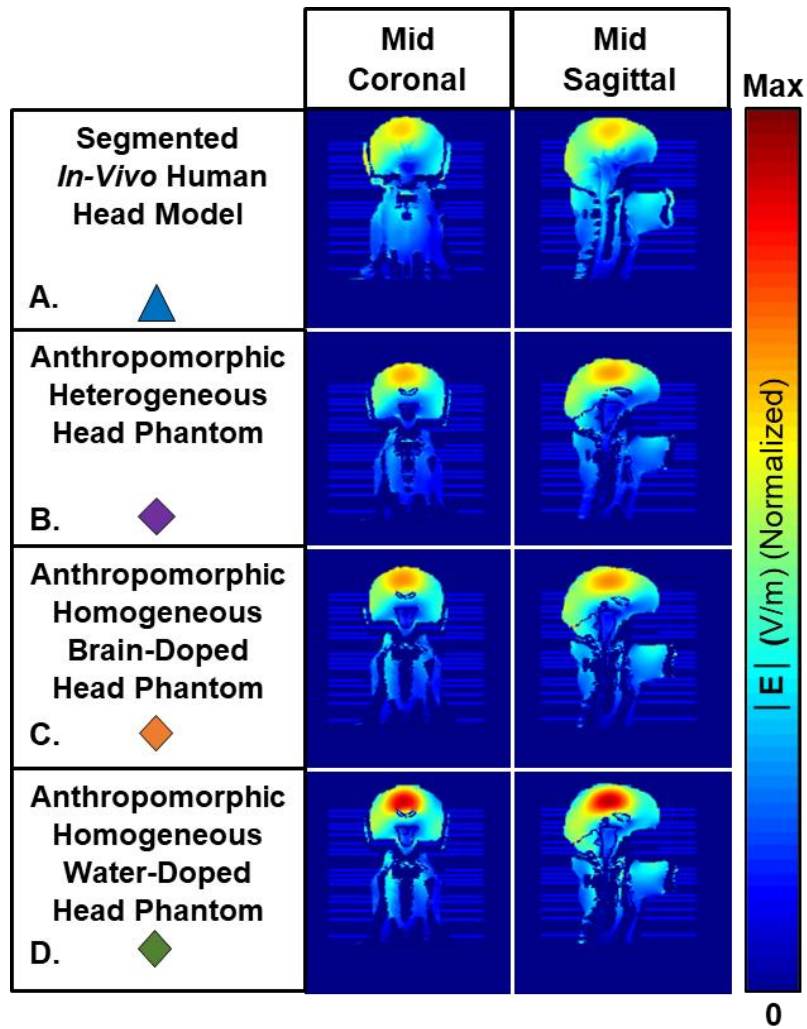 Mid
Coronal
Mid
Sagittal
Max
Segmented
In-Vivo Human
Head Model
A.
Anthropomorphic
Heterogeneous
Head Phantom
B.
Anthropomorphic
Homogeneous
Brain-Doped
Head Phantom
C.
Anthropomorphic
Homogeneous
Water-Doped
Head Phantom
D.
|E| (V/m) (Normalized)
0